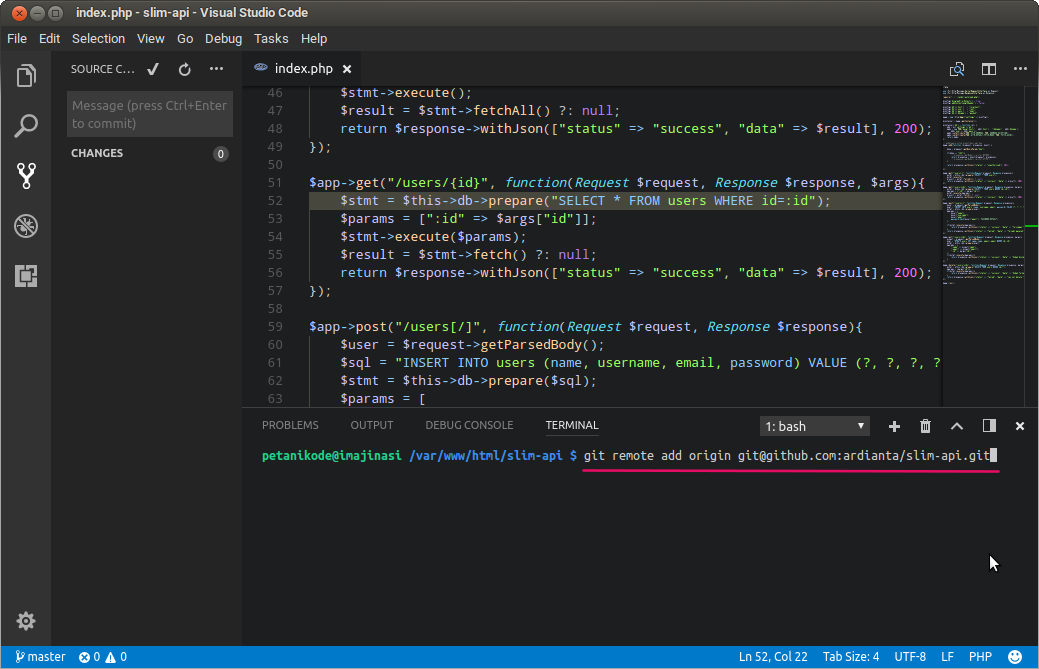 index.php - slim-api - Visual Studio Code
File Edit Selection View Go Debug Tasks Help
SOURCE C...
index.php
Message (press Ctrl+Enter
to commit)
CHANGES 0
46 $stmt->execute();
47 $result = $stmt->fetchAll() ?: null;
48 return $response->withJson(["status" => "success", "data" => $result], 200);
49 });
50
51 $app->get("/users/{id}", function(Request $request, Response $response, $args){
52 $stmt = $this->db->prepare("SELECT * FROM users WHERE id=:id");
53 $params = [":id" => $args["id"]];
54 $stmt->execute($params);
55 $result = $stmt->fetch() ?: null;
56 return $response->withJson(["status" => "success", "data" => $result], 200);
57 });
58
59 $app->post("/users[/]", function(Request $request, Response $response){
60 $user = $request->getParsedBody();
61 $sql = "INSERT INTO users (name, username, email, password) VALUE (?, ?, ?, ?
62 $stmt = $this->db->prepare($sql);
63 $params = [
PROBLEMS OUTPUT DEBUG CONSOLE TERMINAL 1: bash
petanikode@imajinasi /var/www/html/slim-api $ git remote add origin git@github.com:ardianta/slim-api.git
master 0 0 Ln 52, Col 22 Tab Size: 4 UTF-8 LF PHP